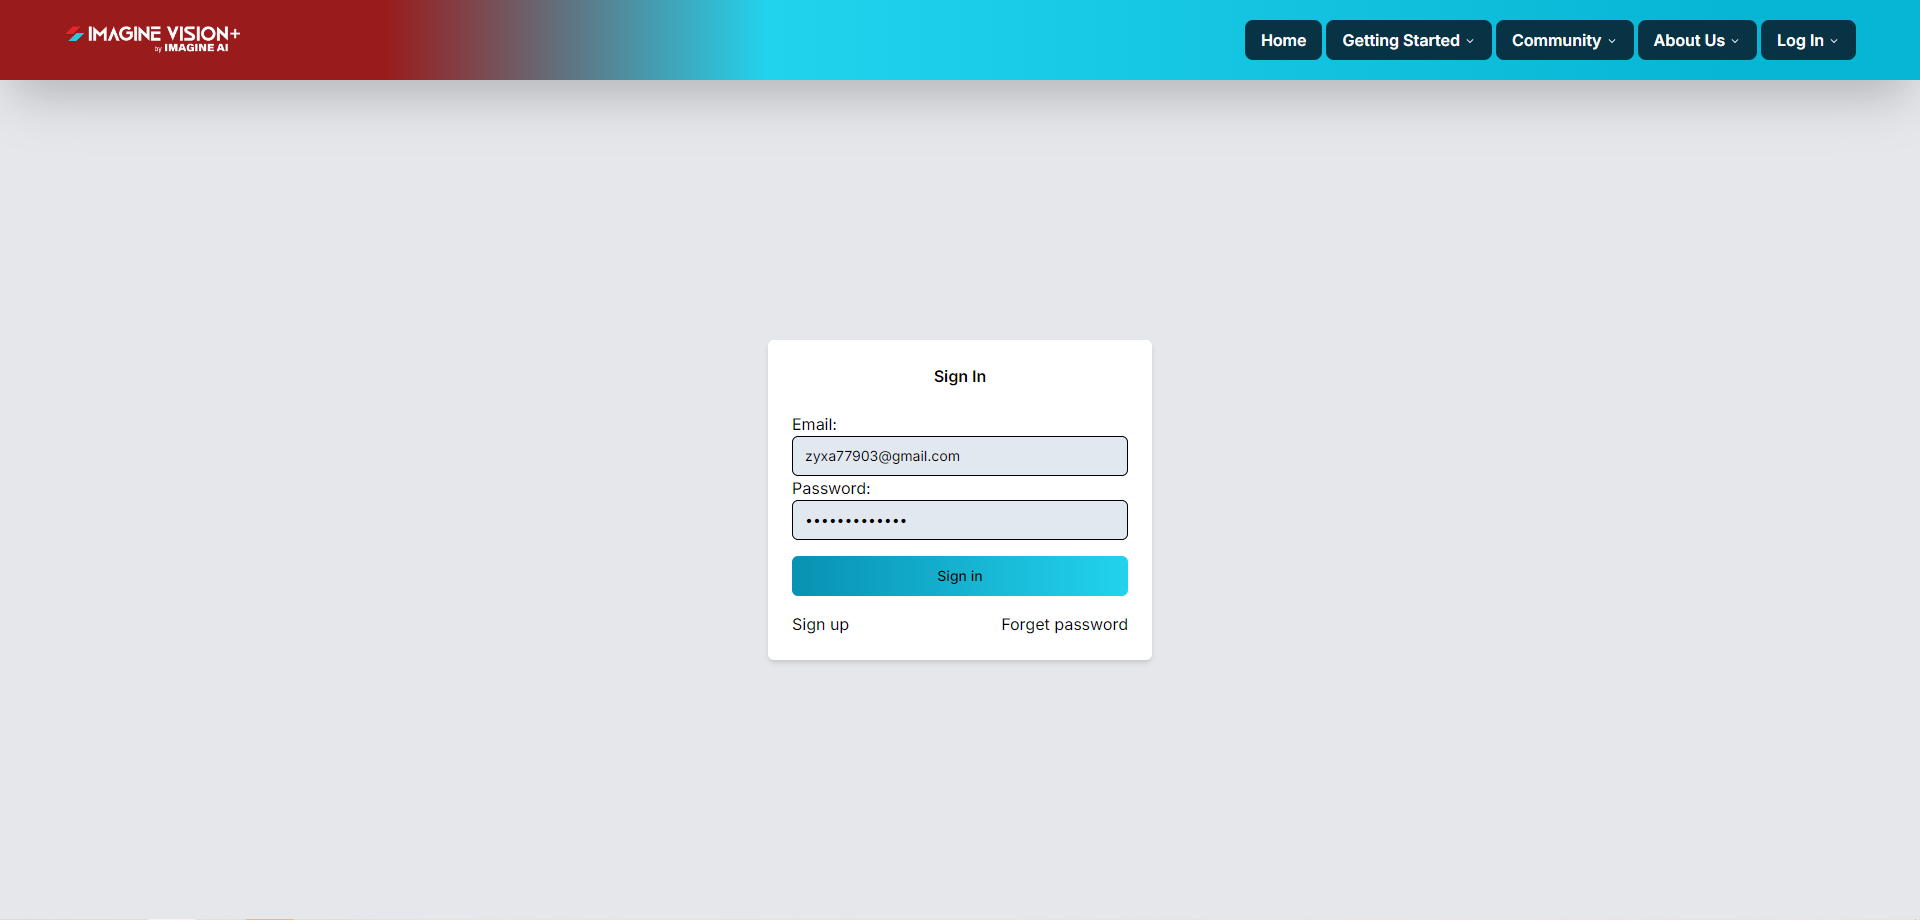 IMAGINE VISION+
by IMAGINE AI
Home
Getting Started
Community
About Us
Log In
Sign In
Email:
zyxa77903@gmail.com
Password:
•••••••••••••
Sign in
Sign up
Forget password